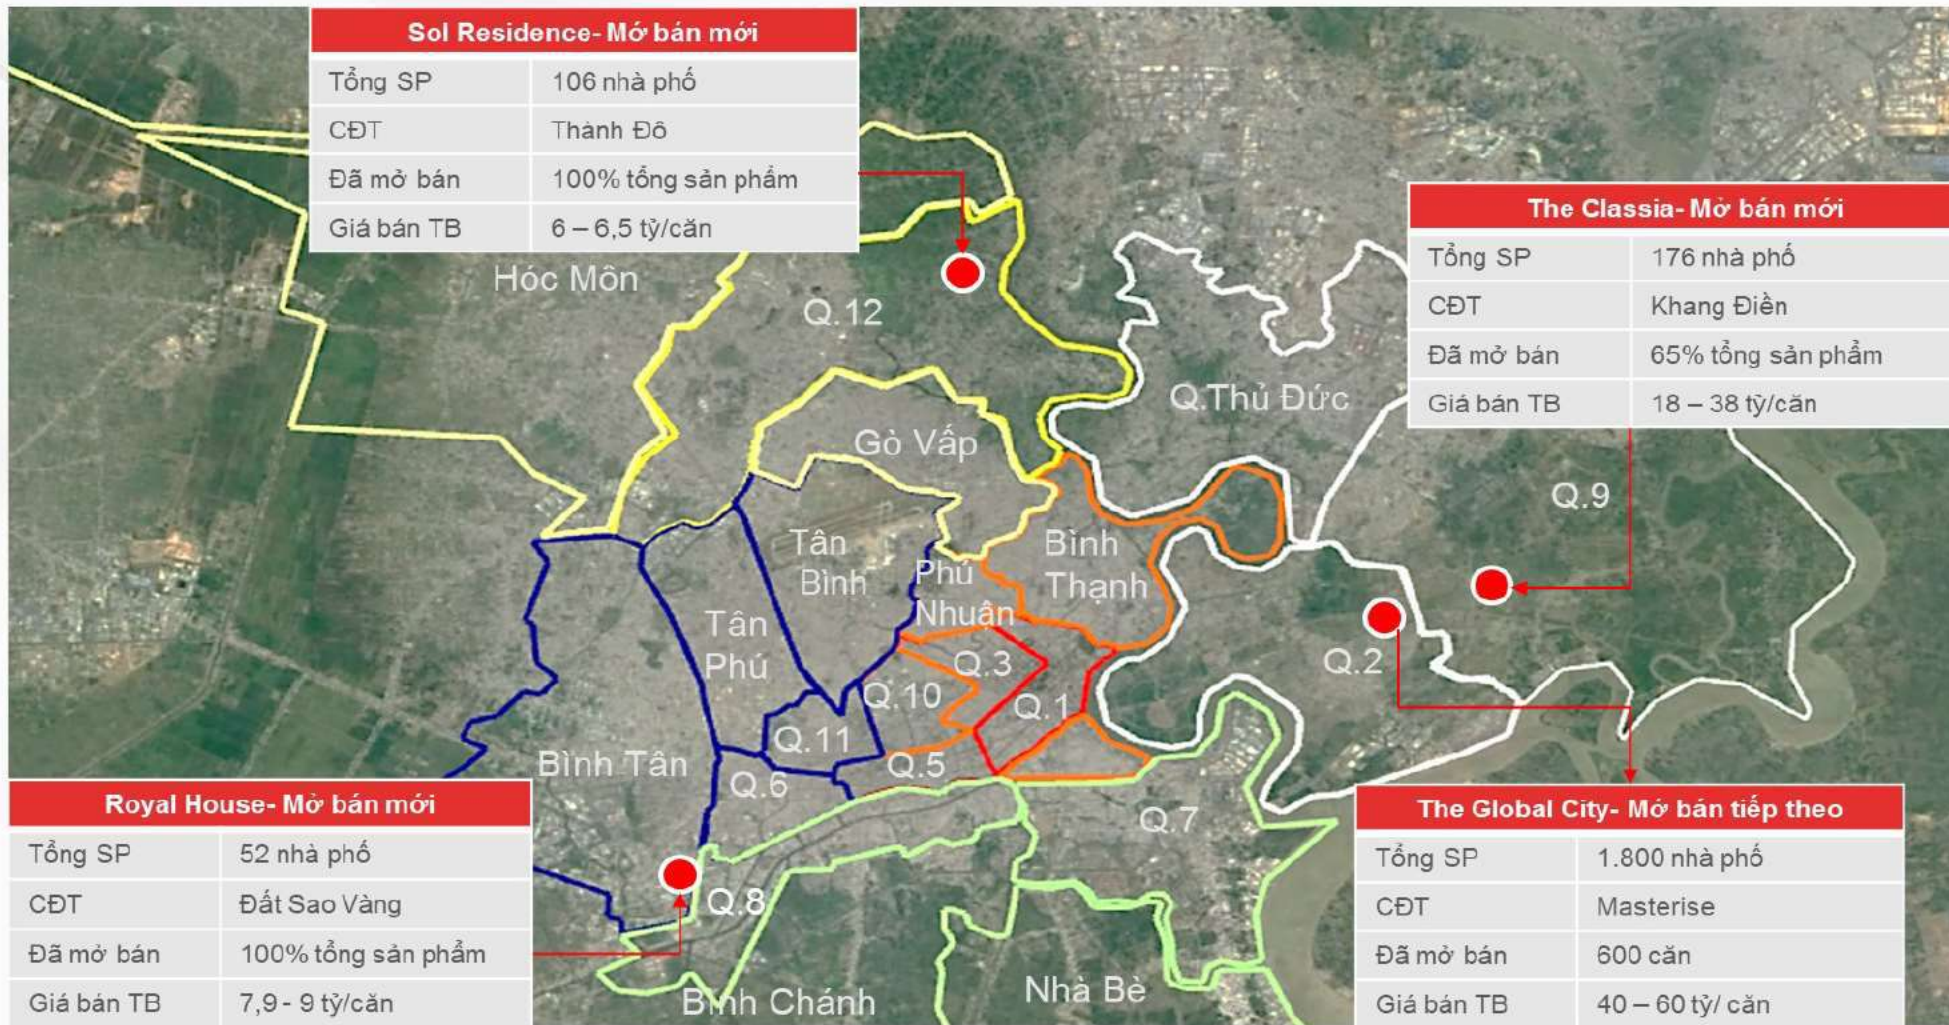 Sol Residence- Mở bán mới
Tổng SP 106 nhà phố
CĐT Thành Đô
Đã mở bán 100% tổng sản phẩm
Giá bán TB 6 – 6,5 tỷ/căn
The Classia- Mở bán mới
Tổng SP 176 nhà phố
CĐT Khang Điền
Đã mở bán 65% tổng sản phẩm
Giá bán TB 18 – 38 tỷ/căn
Hóc Môn
Q.12
Q.Thủ Đức
Gò Vấp
Q.9
Tân
Bình
Bình
Thạnh
Phú
Nhuận
Tân
Phú
Q.3
Q.2
Q.10
Q.1
Q.11
Q.5
Bình Tân
Q.6
Q.7
Q.8
Bình Chánh
Nhà Bè
Royal House- Mở bán mới
Tổng SP 52 nhà phố
CĐT Đất Sao Vàng
Đã mở bán 100% tổng sản phẩm
Giá bán TB 7,9 - 9 tỷ/căn
The Global City- Mở bán tiếp theo
Tổng SP 1.800 nhà phố
CĐT Masterise
Đã mở bán 600 căn
Giá bán TB 40 – 60 tỷ/ căn